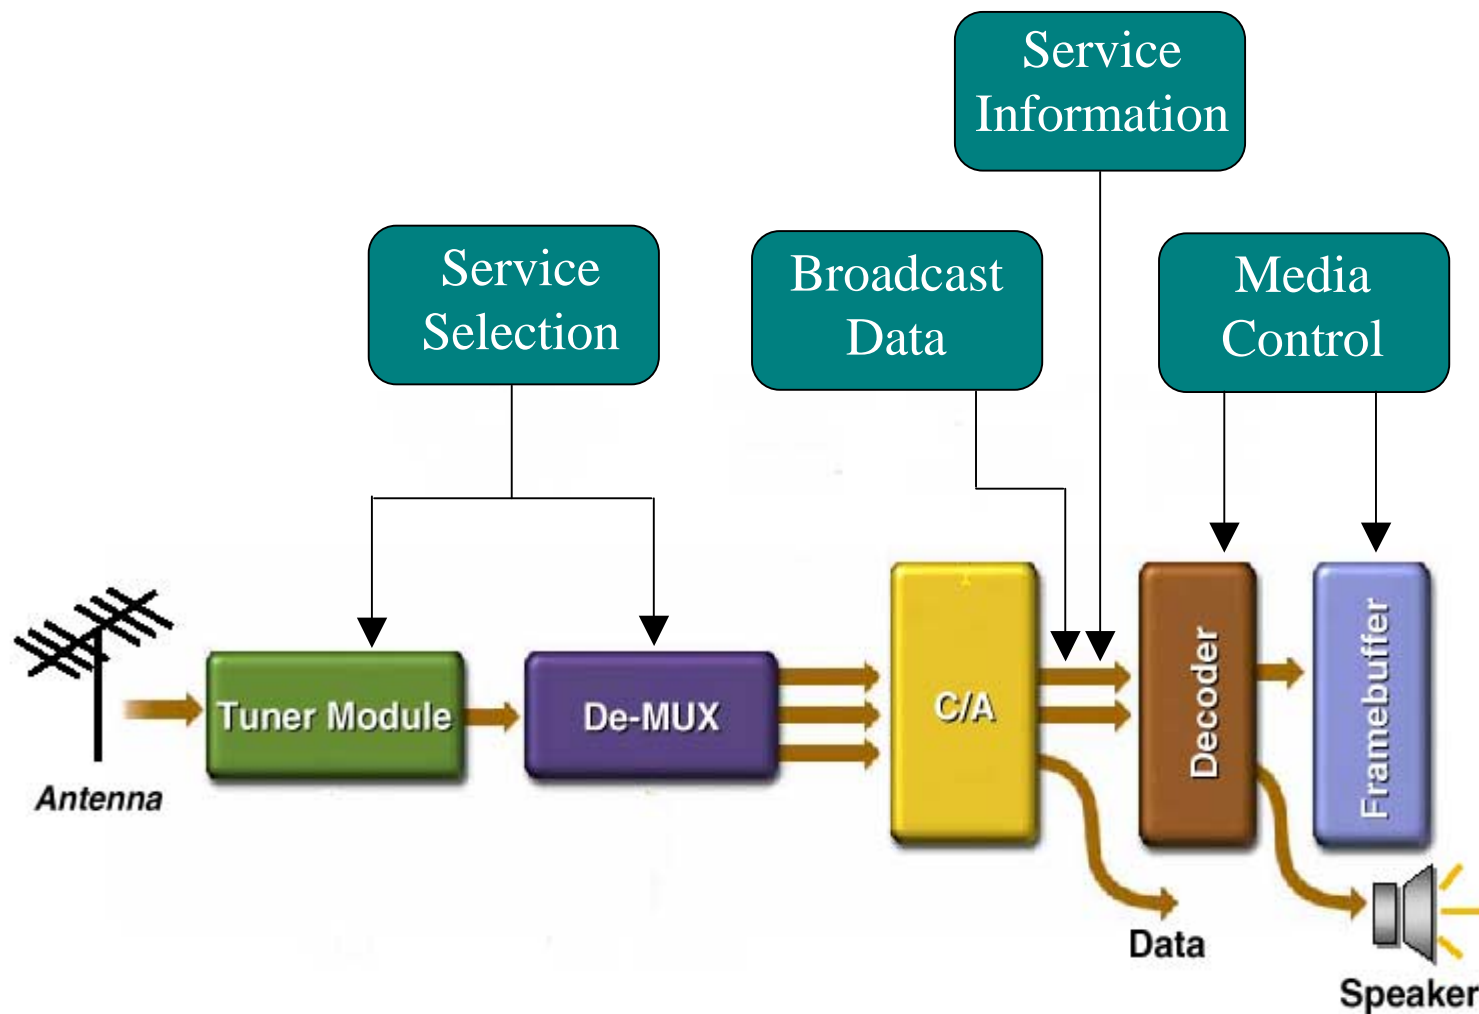 Service
Information
Service
Selection
Broadcast
Data
Media
Control
Antenna
Tuner Module
De-MUX
C/A
Decoder
Framebuffer
Data
Speaker